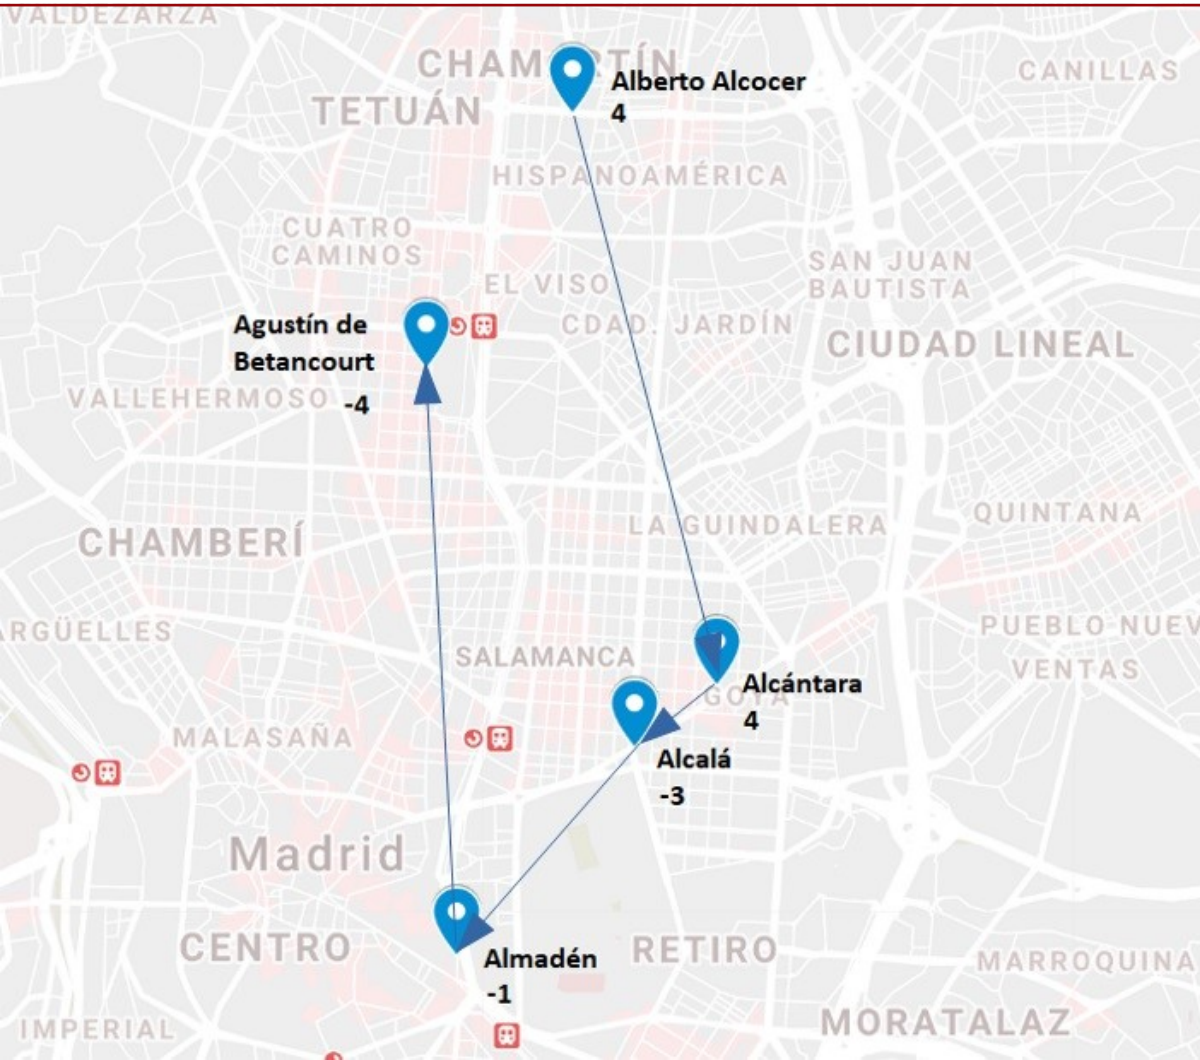 VALDEZARZA
CHAMARTÍN
Alberto Alcocer
4
CANILLAS
TETUÁN
HISPANOAMÉRICA
CUATRO
CAMINOS
EL VISO
SAN JUAN
BAUTISTA
Agustín de
Betancourt
-4
CDAD. JARDÍN
CIUDAD LINEAL
VALLEHERMOSO
LA GUINDALERA
QUINTANA
CHAMBERÍ
ARGÜELLES
PUEBLO NUEV
VENTAS
SALAMANCA
Alcántara
4
GOYA
MALASAÑA
Alcalá
-3
Madrid
CENTRO
Almadén
-1
RETIRO
MARROQUINA
IMPERIAL
MORATALAZ